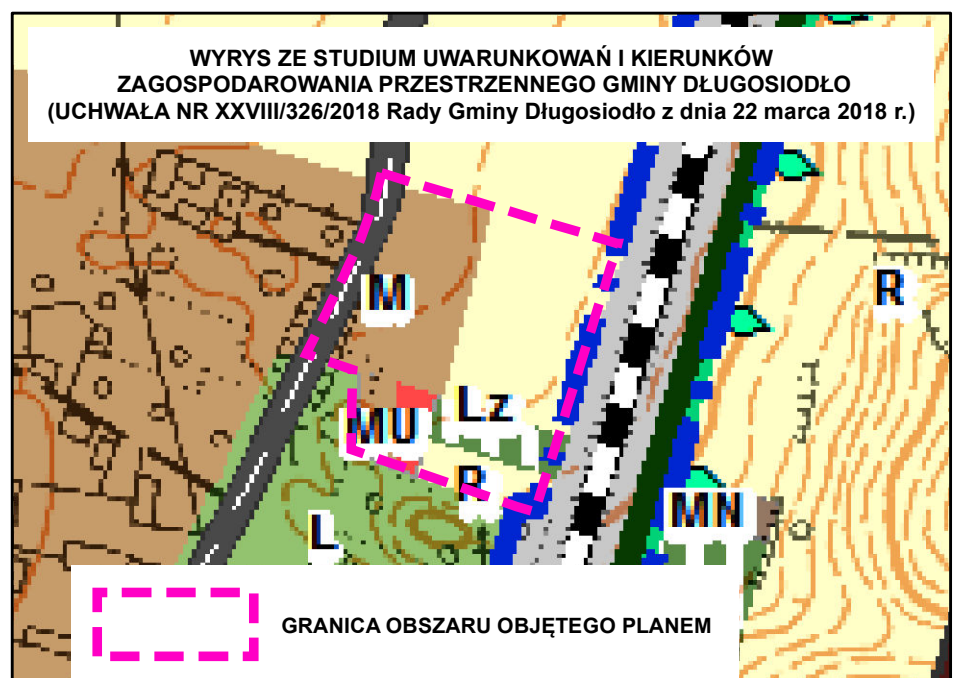 WYRYS ZE STUDIUM UWARUNKOWAŃ I KIERUNKÓW
ZAGOSPODAROWANIA PRZESTRZENNEGO GMINY DŁUGOSIODŁO
(UCHWAŁA NR XXVIII/326/2018 Rady Gminy Długosiodło z dnia 22 marca 2018 r.)
M
R
MU
Lz
R
L
MN
GRANICA OBSZARU OBJĘTEGO PLANEM